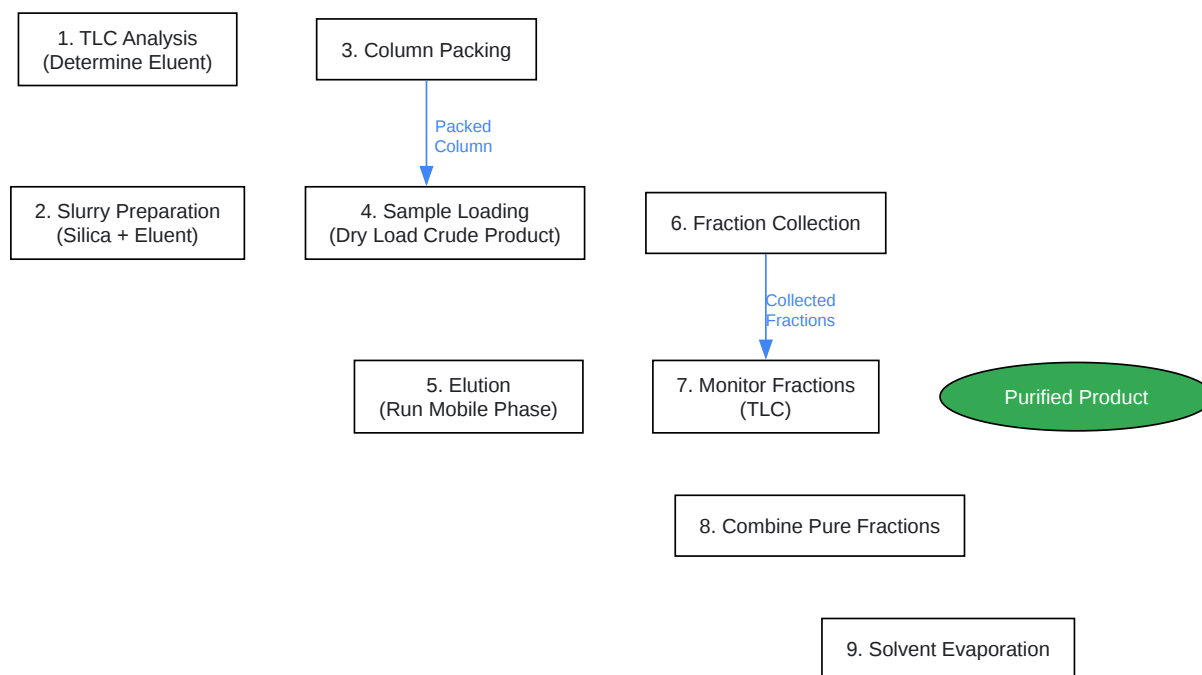 1. TLC Analysis
(Determine Eluent)
3. Column Packing
Packed
Column
2. Slurry Preparation
(Silica + Eluent)
4. Sample Loading
(Dry Load Crude Product)
6. Fraction Collection
Collected
Fractions
5. Elution
(Run Mobile Phase)
7. Monitor Fractions
(TLC)
Purified Product
8. Combine Pure Fractions
9. Solvent Evaporation